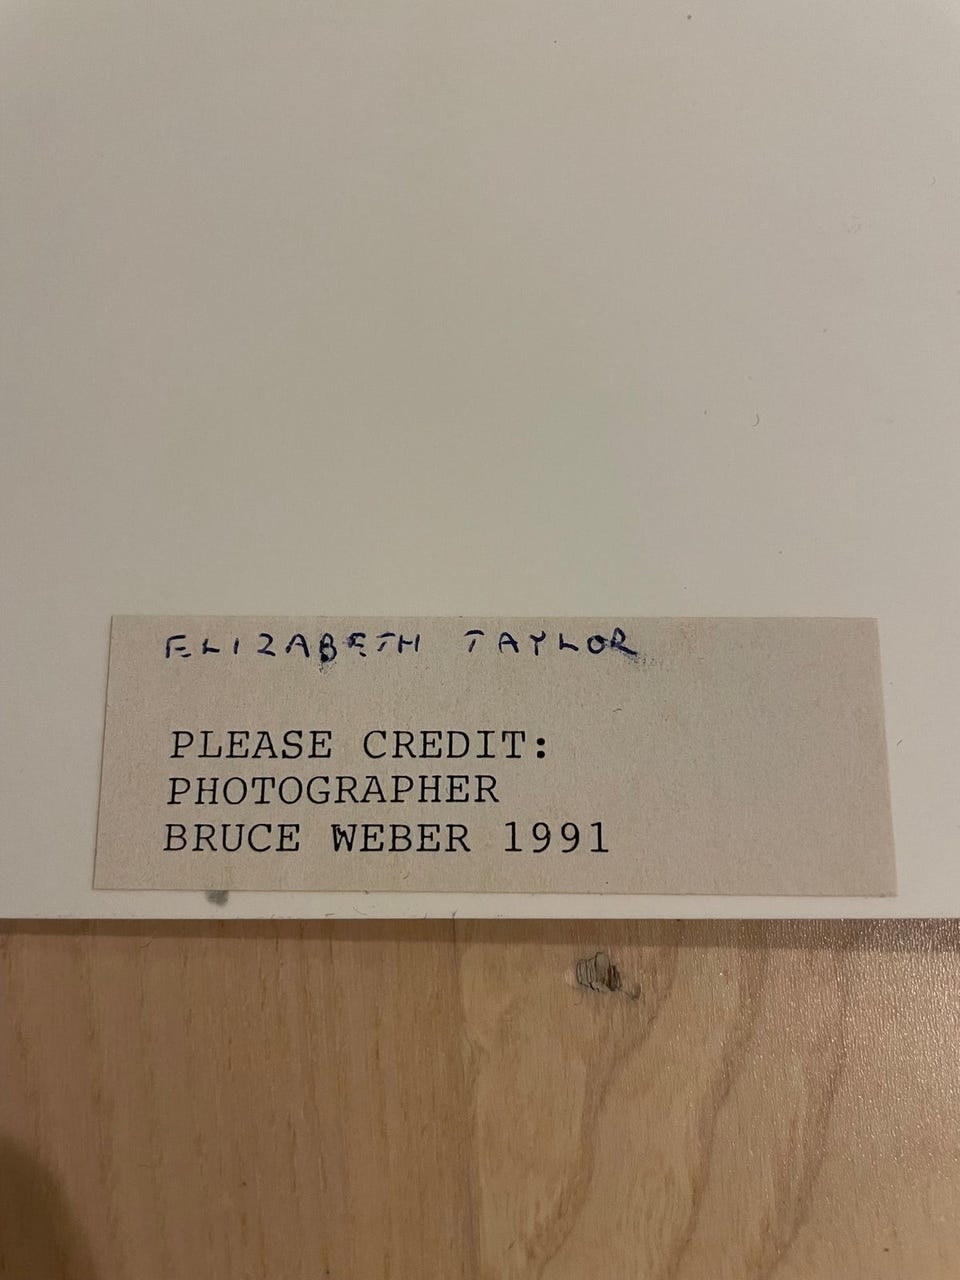 ELIZABETH TAYLOR
PLEASE CREDIT:
PHOTOGRAPHER
BRUCE WEBER 1991